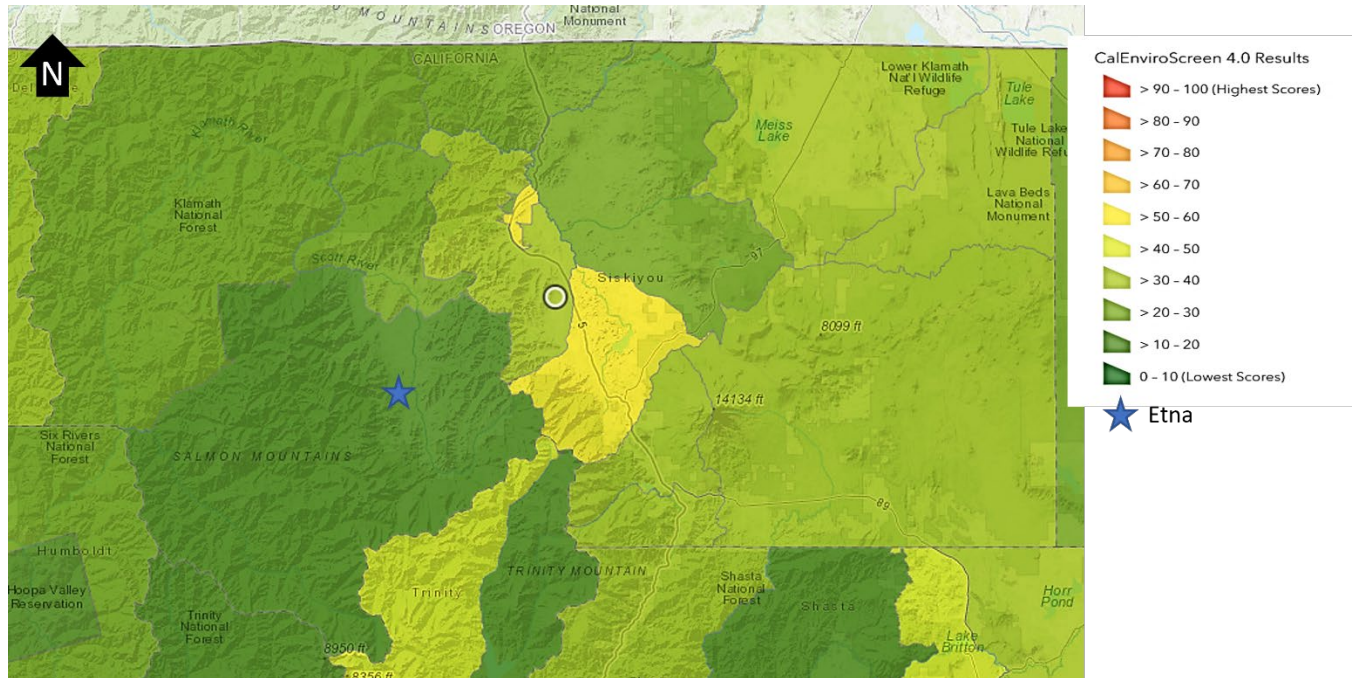 National
Monument
U MOUNTAINS OREGON
N
CALIFORNIA
Lower Klamath
Nat'l Wildlife
Refuge
Tule
Lake
Klamath River
Meiss
Lake
Tule Lake
National
Wildlife Refu
Klamath
National
Forest
Lava Beds
National
Monument
Scott River
97
Siskiyou
5
8099 ft
14134 ft
Six Rivers
National
Forest
SALMON MOUNTAINS
89
Humboldt
Hoopa Valley
Reservation
TRINITY MOUNTAIN
Trinity
Shasta
National
Forest
Shasta
Horr
Pond
Trinity
National
Forest
Lake
Britton
8950 ft
8356 ft
CalEnviroScreen 4.0 Results
> 90 – 100 (Highest Scores)
> 80 – 90
> 70 – 80
> 60 – 70
> 50 – 60
> 40 – 50
> 30 – 40
> 20 – 30
> 10 – 20
0 – 10 (Lowest Scores)
Etna